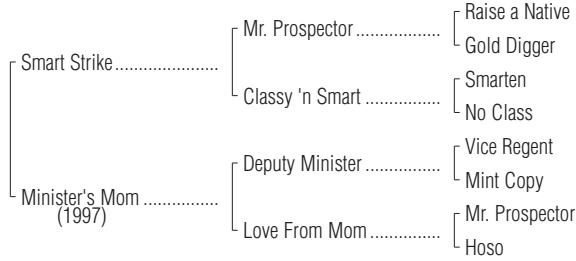 Raise a Native
Mr. Prospector..................
Gold Digger
Smart Strike......................
Smarten
Classy 'n Smart ................
No Class
Vice Regent
Deputy Minister ................
Mint Copy
Minister's Mom ................
(1997)
Mr. Prospector
Love From Mom...............
Hoso